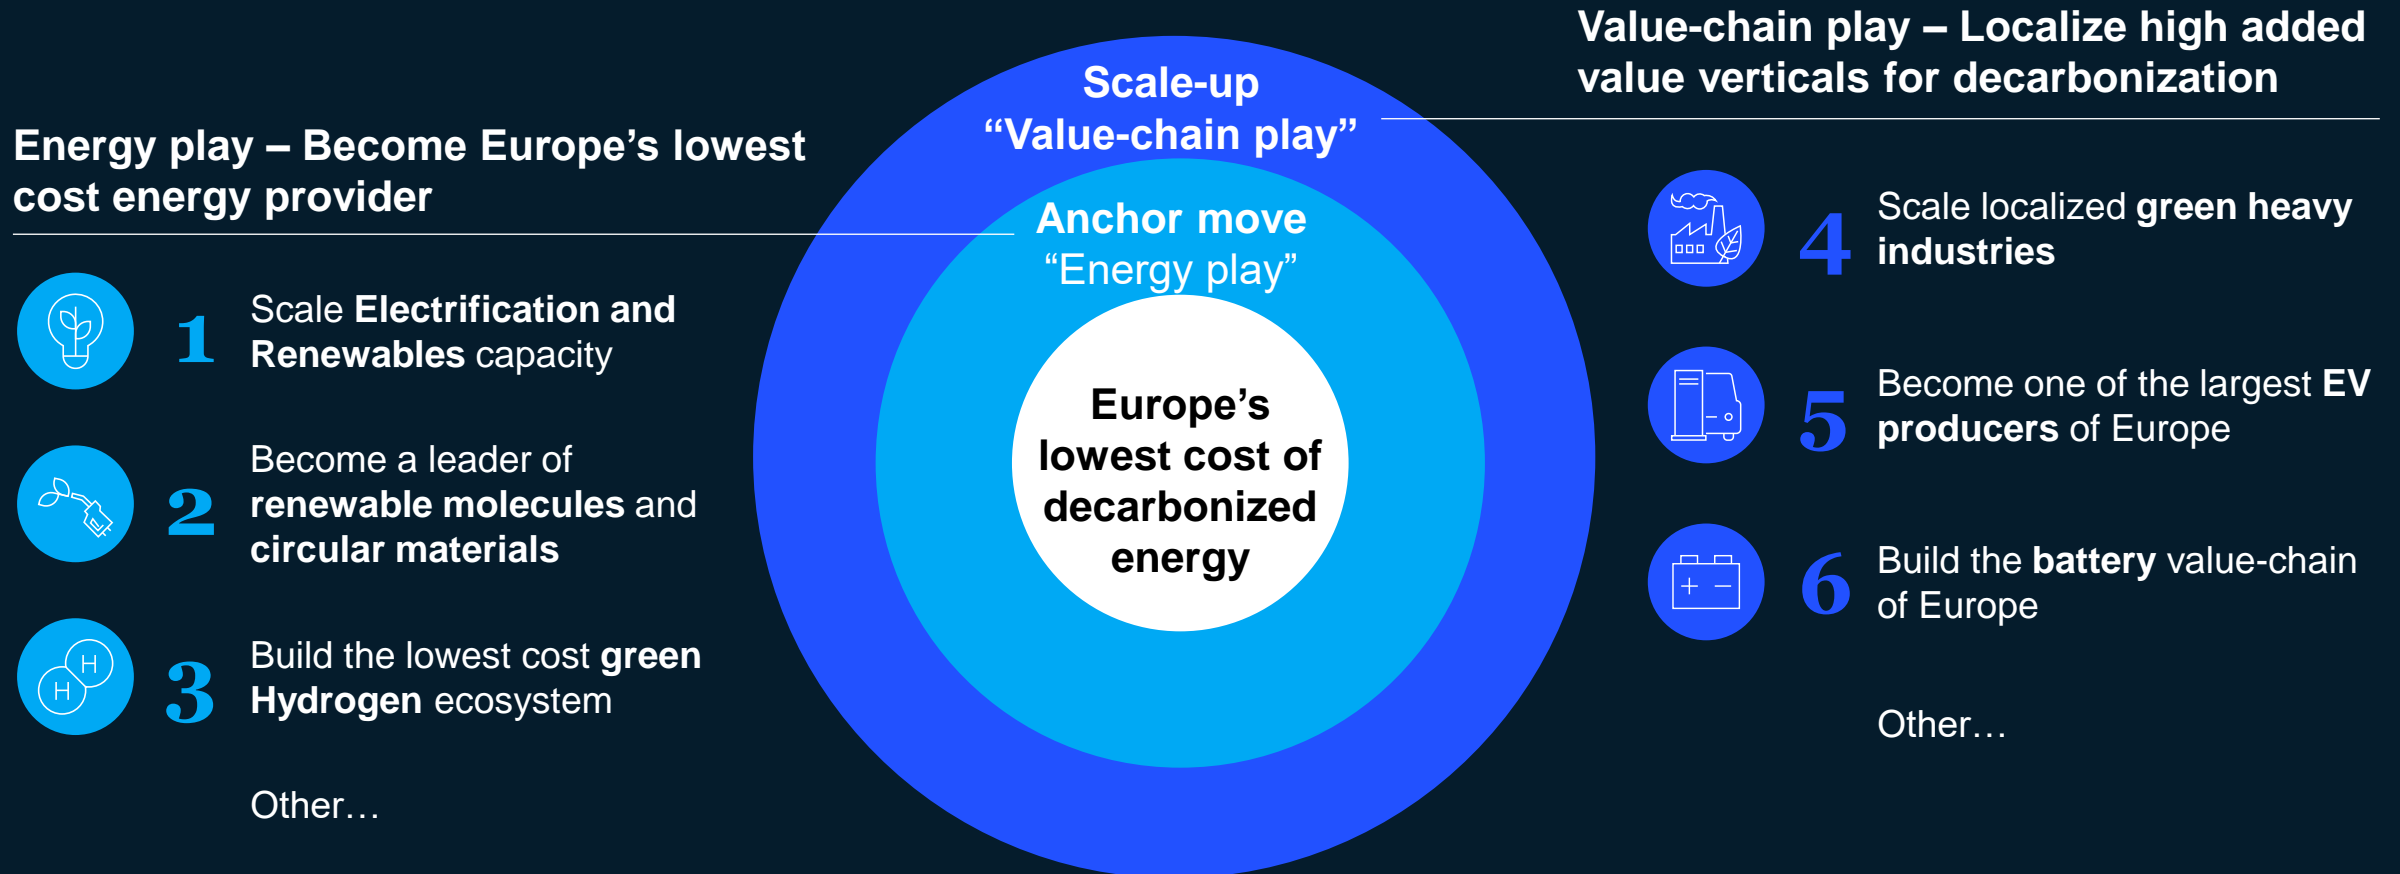 Energy play – Become Europe’s lowest
cost energy provider
1
Scale Electrification and
Renewables capacity
2
Become a leader of
renewable molecules and
circular materials
H
H
3
Build the lowest cost green
Hydrogen ecosystem
Other…
Scale-up
“Value-chain play”
Anchor move
“Energy play”
Europe’s
lowest cost of
decarbonized
energy
Value-chain play – Localize high added
value verticals for decarbonization
4
Scale localized green heavy
industries
5
Become one of the largest EV
producers of Europe
6
Build the battery value-chain
of Europe
Other…